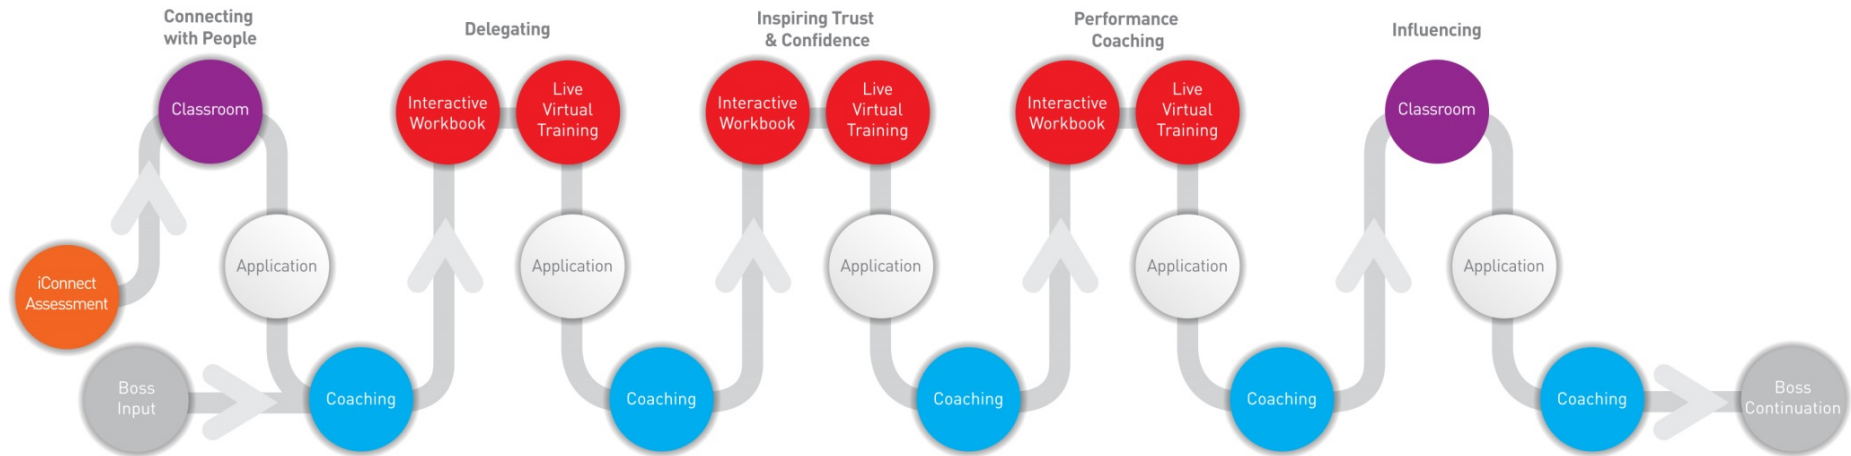 Connecting
with People
Delegating
Inspiring Trust
& Confidence
Performance
Coaching
Influencing
Classroom
Interactive
Workbook
Live
Virtual
Training
Interactive
Workbook
Live
Virtual
Training
Interactive
Workbook
Live
Virtual
Training
Classroom
iConnect
Assessment
Application
Application
Application
Application
Application
Boss
Input
Coaching
Coaching
Coaching
Coaching
Coaching
Boss
Continuation